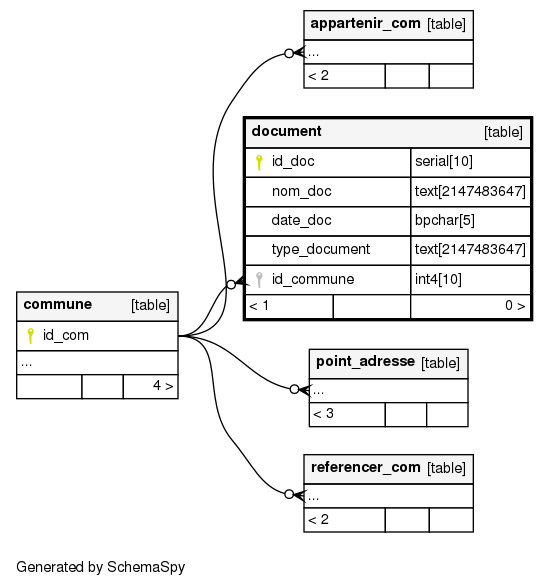 appartenir_com [table]
...
< 2
document [table]
id_doc serial[10]
nom_doc text[2147483647]
date_doc bpchar[5]
type_document text[2147483647]
id_commune int4[10]
< 1 0 >
commune [table]
id_com
...
4 >
point_adresse [table]
...
< 3
referencer_com [table]
...
< 2
Generated by SchemaSpy